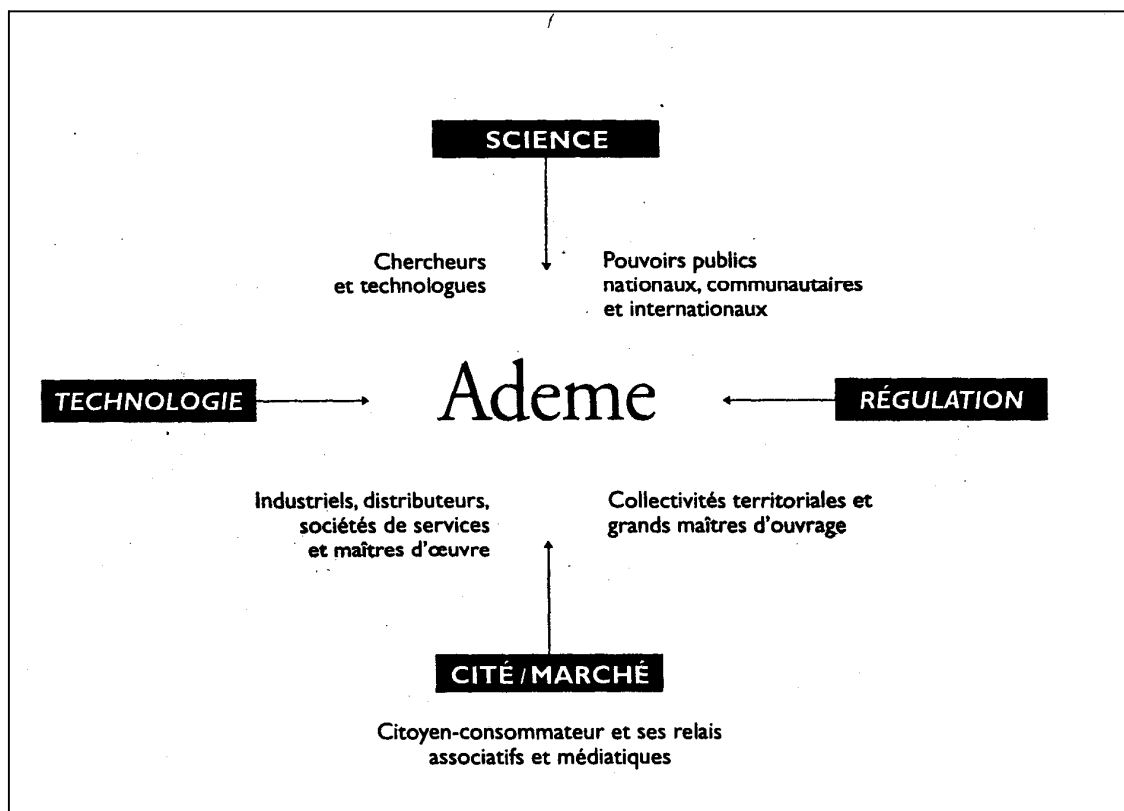 SCIENCE
Chercheurs
et technologues
Pouvoirs publics
nationaux, communautaires
et internationaux
TECHNOLOGIE
Ademe
RÉGULATION
Industriels, distributeurs,
sociétés de services
et maîtres d'œuvre
Collectivités territoriales et
grands maîtres d'ouvrage
CITÉ / MARCHÉ
Citoyen-consommateur et ses relais
associatifs et médiatiques